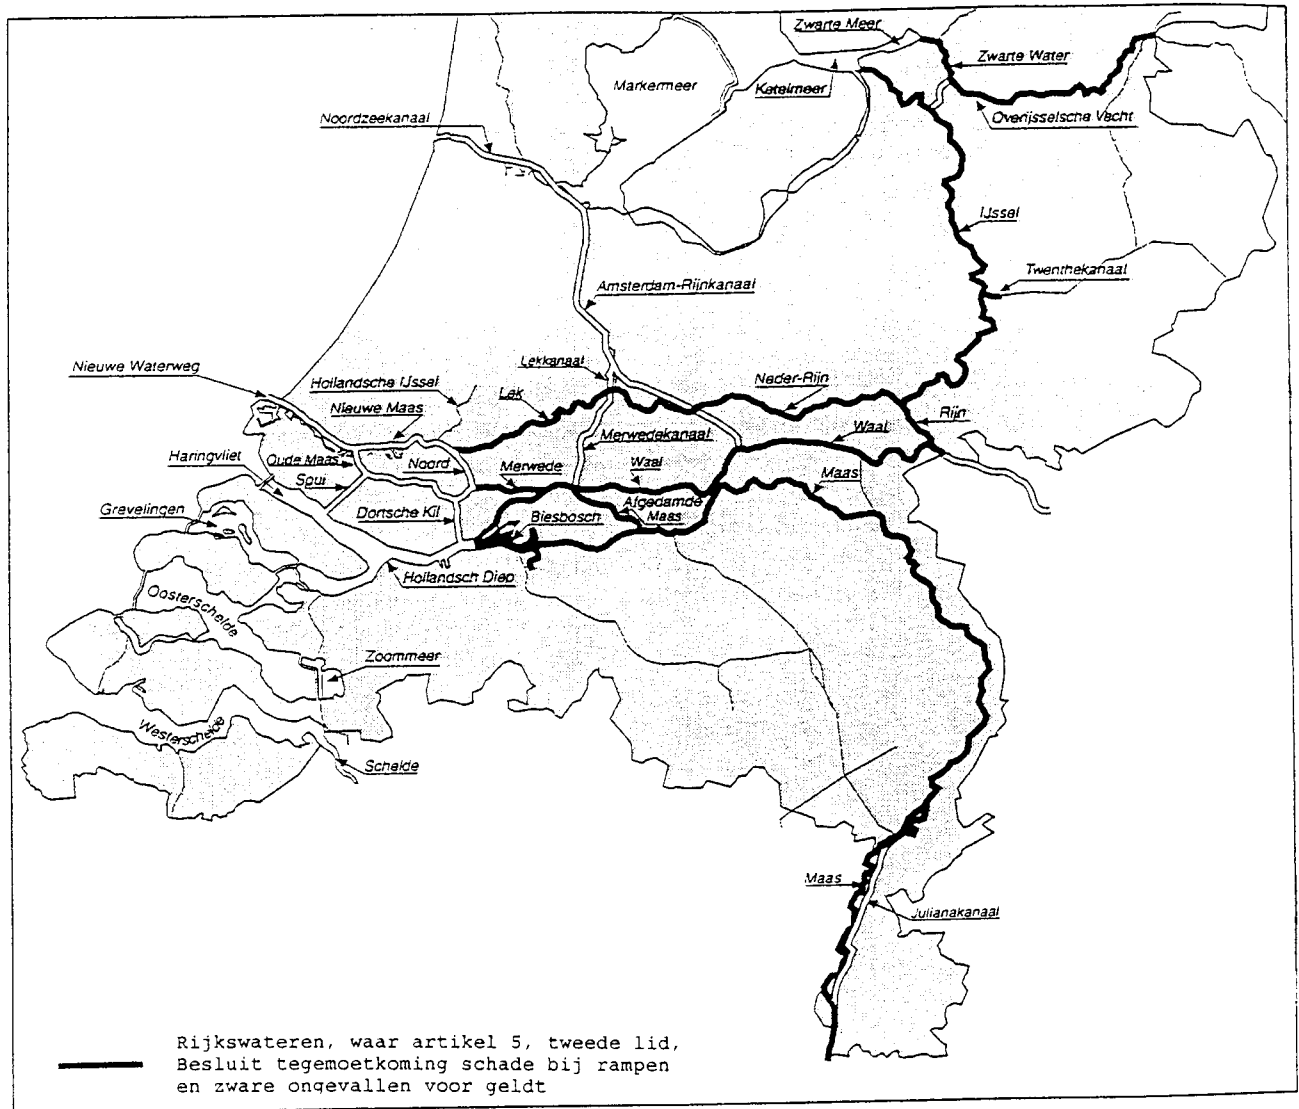 Zwarte Meer
Zwarte Water
Markermeer
Ketelmeer
Overijsselsche Vecht
Noordzeekanaal
IJssel
Twenthekanaal
Amsterdam-Rijnkanaal
Lekkanaal
Nieuwe Waterweg
Hollandsche IJssel
Neder-Rijn
Lek
Nieuwe Maas
Rijn
Waal
Merwedekanaal
Haringvliet
Oude Maas
Noord
Merwede
Waal
Maas
Spui
Grevelingen
Dortsche Kil
Afgedamde
Maas
Biesbosch
Hollandsch Diep
Oosterschelde
Zoommeer
Westerschelde
Schelde
Maas
Julianakanaal
Rijkswateren, waar artikel 5, tweede lid,
Besluit tegemoetkoming schade bij rampen
en zware ongevallen voor geldt